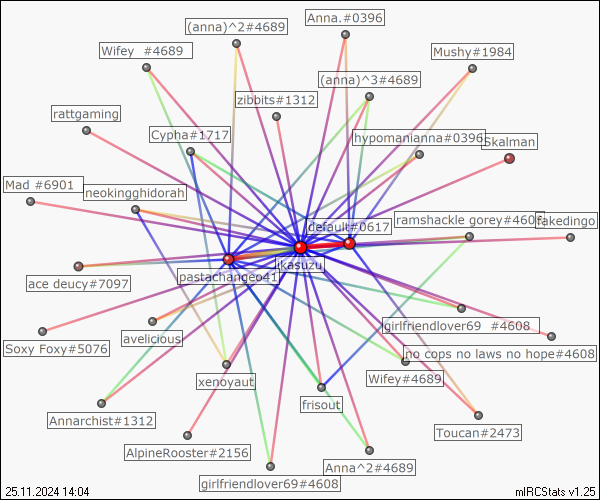 Anna.#0396
(anna)^2#4689
Wifey #4689
Mushy#1984
(anna)^3#4689
zibbits#1312
rattgaming
Cypha#1717
hypomanianna#0396
Skalman
Mad #6901
neokingghidorah
default#0617
ramshackle gorey#4608
fakedingo
ikasuzu
pastachangeo41
ace deucy#7097
girlfriendlover69 #4608
avelicious
Soxy Foxy#5076
no cops no laws no hope#4608
xenoyaut
Wifey#4689
frisout
Annarchist#1312
Toucan#2473
AlpineRooster#2156
Anna^2#4689
girlfriendlover69#4608
25.11.2024 14:04
mIRCStats v1.25